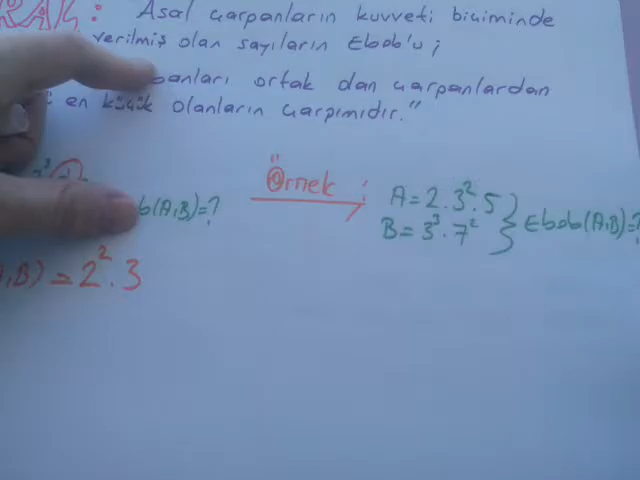 Asal çarpanların kuvveti biçiminde
verilmiş olan sayıların Ebob'u;
ortak olan çarpanlardan
en küçük olanların çarpımıdır."
b(A,B)=?
Örnek:
A=2.3².5
B=3³.7²
Ebob(A,B)=?
,B)=2².3